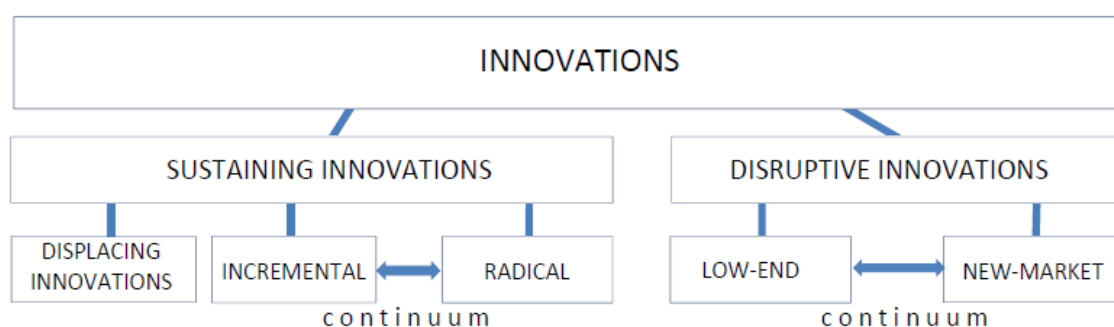 INNOVATIONS
SUSTAINING INNOVATIONS
DISRUPTIVE INNOVATIONS
DISPLACING
INNOVATIONS
INCREMENTAL
RADICAL
LOW-END
NEW-MARKET
continuum
continuum